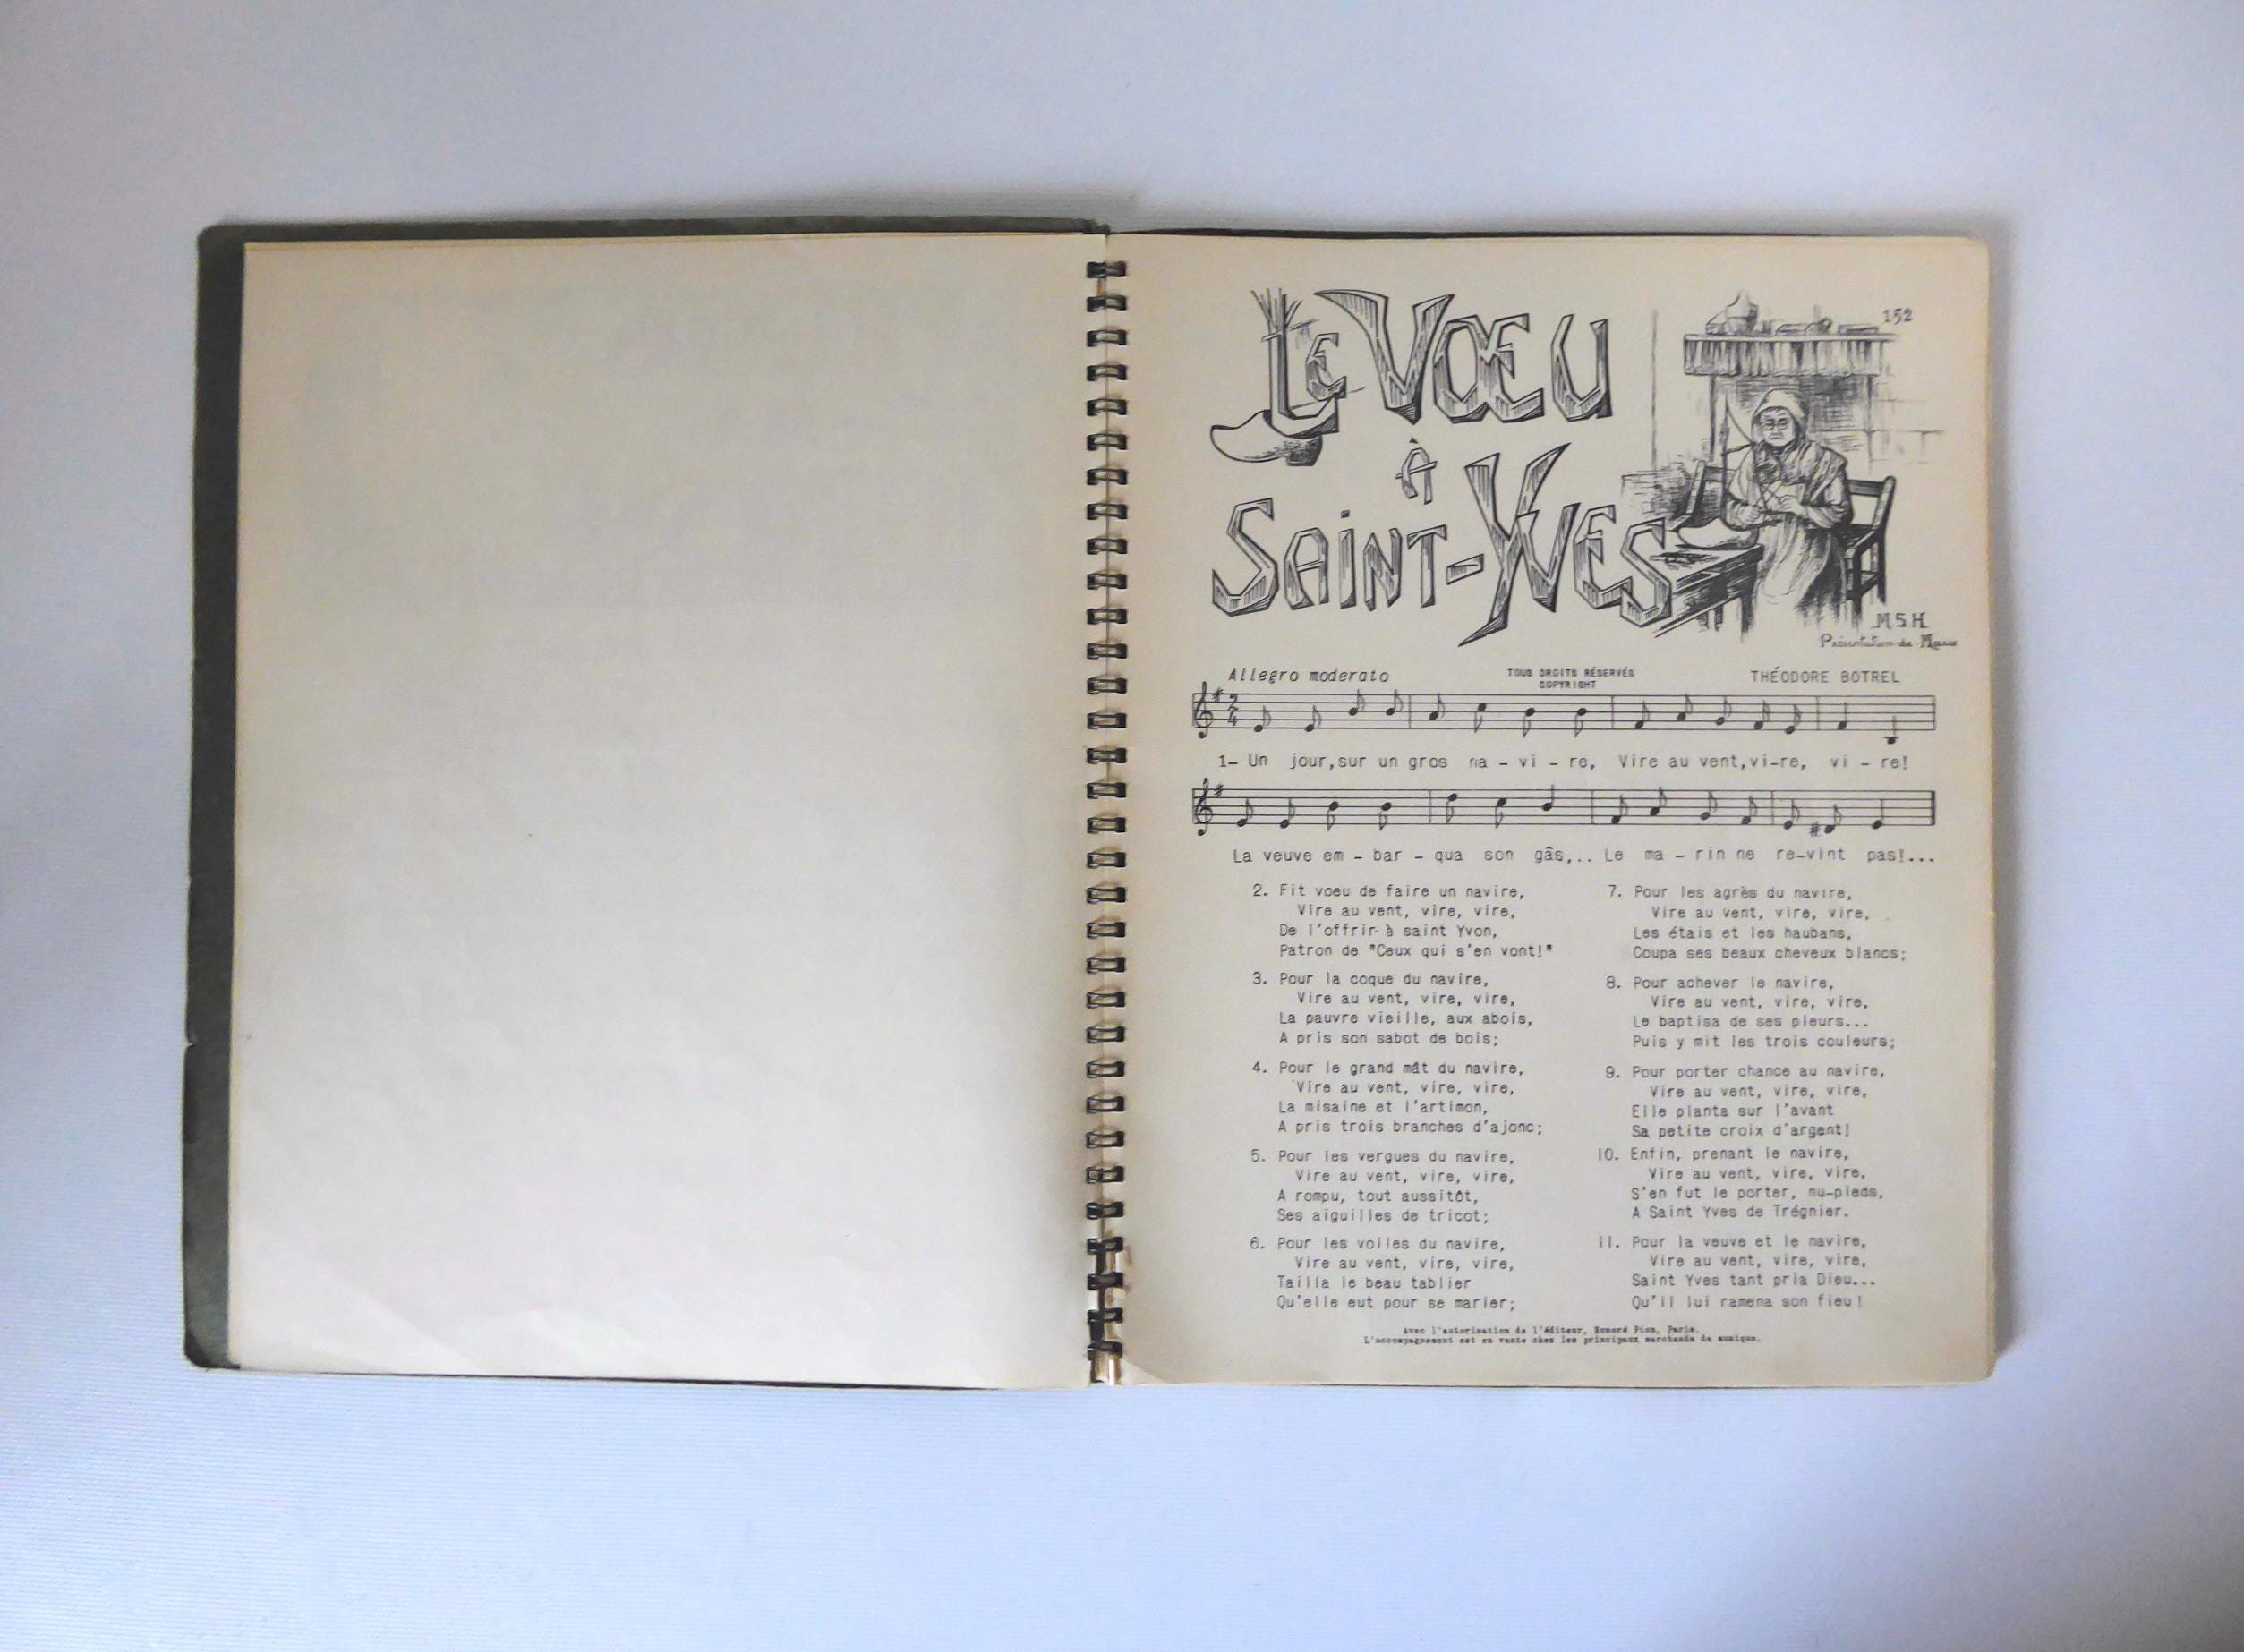 152
LE VŒU
À
SAINT-YVES
M S H
Présentation de Marie
Allegro moderato
TOUS DROITS RÉSERVÉS
COPYRIGHT
THÉODORE BOTREL
2
4
1- Un jour, sur un gros na - vi - re, Vire au vent, vi-re, vi - re!
La veuve em - bar - qua son gâs,.. Le ma - rin ne re-vint pas!...
2. Fit voeu de faire un navire,
Vire au vent, vire, vire,
De l'offrir à saint Yvon,
Patron de "Ceux qui s'en vont!"
3. Pour la coque du navire,
Vire au vent, vire, vire,
La pauvre vieille, aux abois,
A pris son sabot de bois;
4. Pour le grand mât du navire,
Vire au vent, vire, vire,
La misaine et l'artimon,
A pris trois branches d'ajonc;
5. Pour les vergues du navire,
Vire au vent, vire, vire,
A rompu, tout aussitôt,
Ses aiguilles de tricot;
6. Pour les voiles du navire,
Vire au vent, vire, vire,
Tailla le beau tablier
Qu'elle eut pour se marier;
7. Pour les agrès du navire,
Vire au vent, vire, vire,
Les étais et les haubans,
Coupa ses beaux cheveux blancs;
8. Pour achever le navire,
Vire au vent, vire, vire,
Le baptisa de ses pleurs...
Puis y mit les trois couleurs;
9. Pour porter chance au navire,
Vire au vent, vire, vire,
Elle planta sur l'avant
Sa petite croix d'argent!
10. Enfin, prenant le navire,
Vire au vent, vire, vire,
S'en fut le porter, nu-pieds,
A Saint Yves de Trégnier.
11. Pour la veuve et le navire,
Vire au vent, vire, vire,
Saint Yves tant pria Dieu...
Qu'il lui ramena son fieu!
Avec l'autorisation de l'éditeur, Honoré Pion, Paris.
L'accompagnement est en vente chez les principaux marchands de musique.